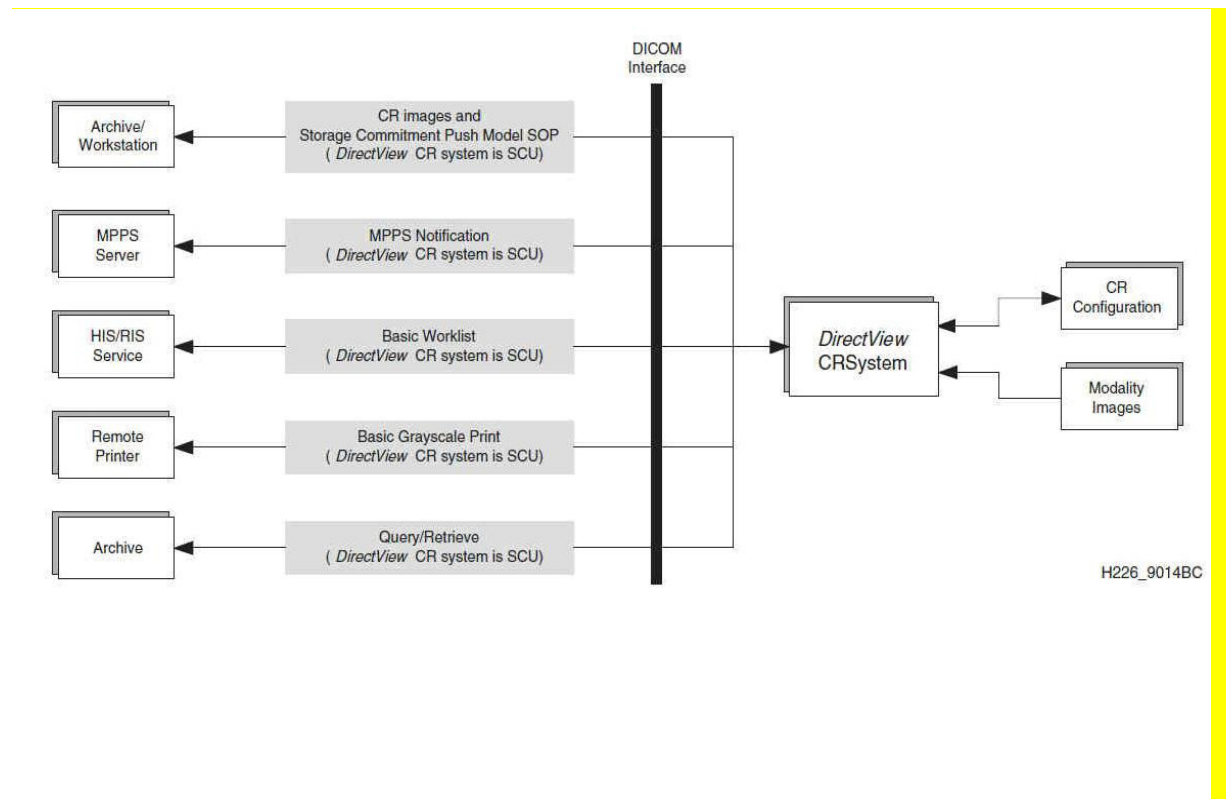 DICOM
Interface
Archive/
Workstation
CR images and
Storage Commitment Push Model SOP
( DirectView CR system is SCU)
MPPS
Server
MPPS Notification
( DirectView CR system is SCU)
HIS/RIS
Service
Basic Worklist
( DirectView CR system is SCU)
Remote
Printer
Basic Grayscale Print
( DirectView CR system is SCU)
Archive
Query/Retrieve
( DirectView CR system is SCU)
DirectView
CRSystem
CR
Configuration
Modality
Images
H226_9014BC